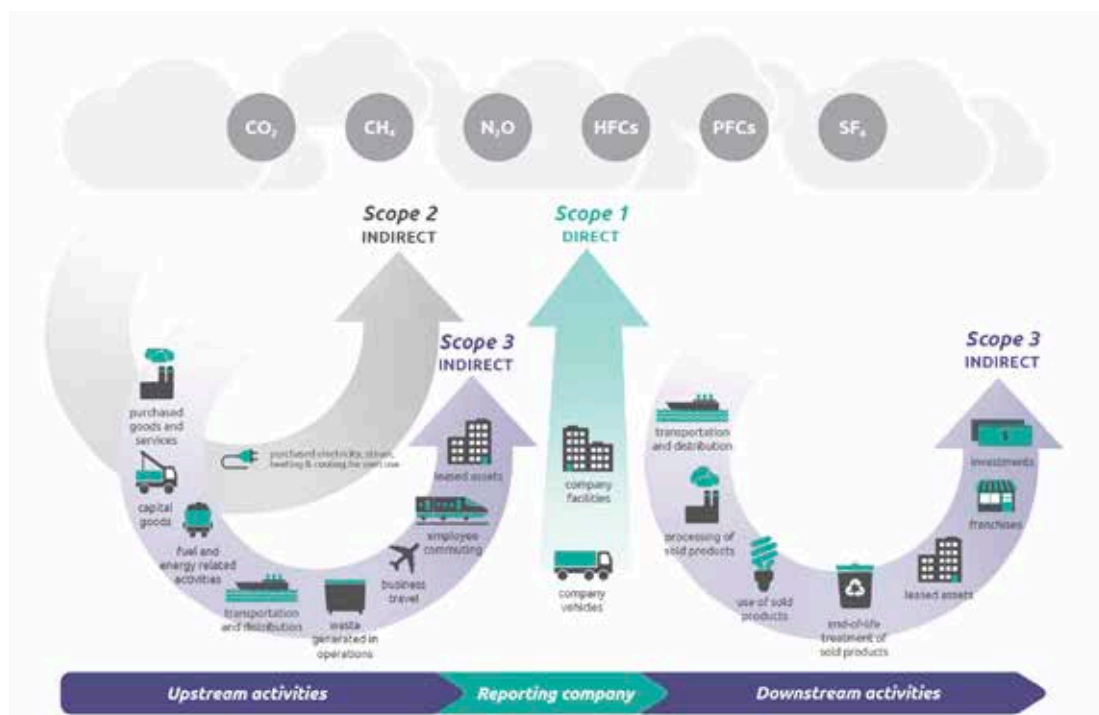 CO₂
CH₄
N₂O
HFCs
PFCs
SF₆
Scope 2
INDIRECT
Scope 1
DIRECT
Scope 3
INDIRECT
Scope 3
INDIRECT
purchased
goods and
services
capital
goods
fuel and
energy related
activities
transportation
and distribution
waste
generated in
operations
business
travel
employee
commuting
leased assets
purchased electricity, steam,
heating & cooling for own use
company
facilities
company
vehicles
transportation
and distribution
processing of
sold products
use of sold
products
end-of-life
treatment of
sold products
leased assets
franchises
investments
Upstream activities
Reporting company
Downstream activities